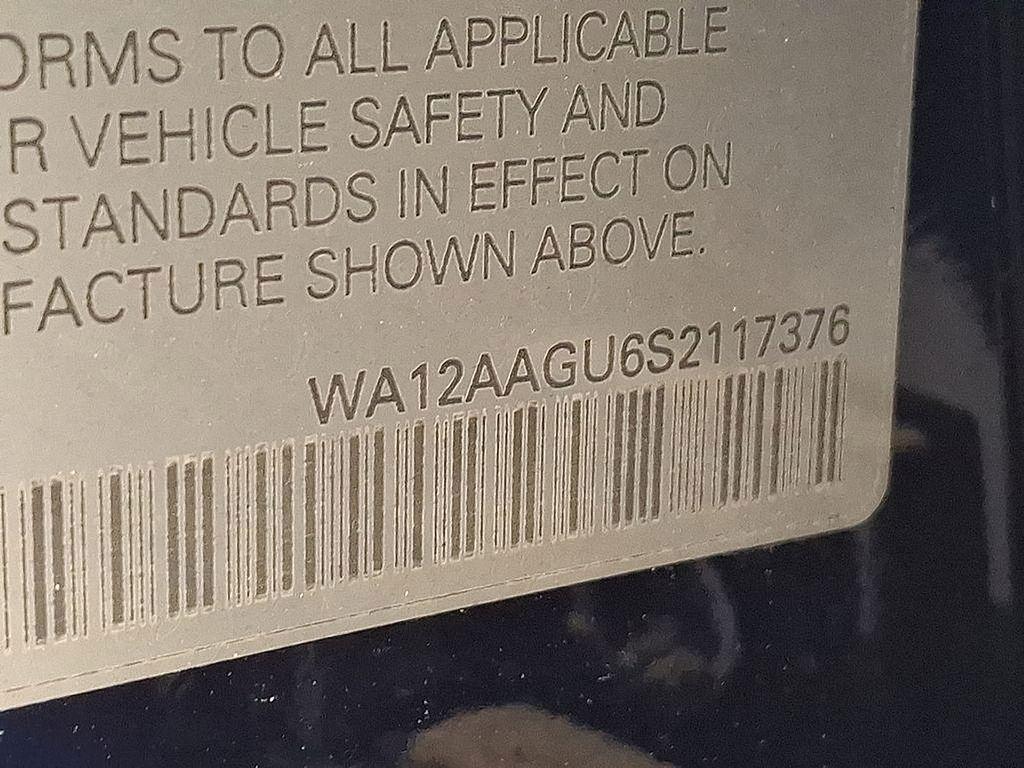 ORMS TO ALL APPLICABLE
R VEHICLE SAFETY AND
STANDARDS IN EFFECT ON
FACTURE SHOWN ABOVE.
WA12AAGU6S2117376